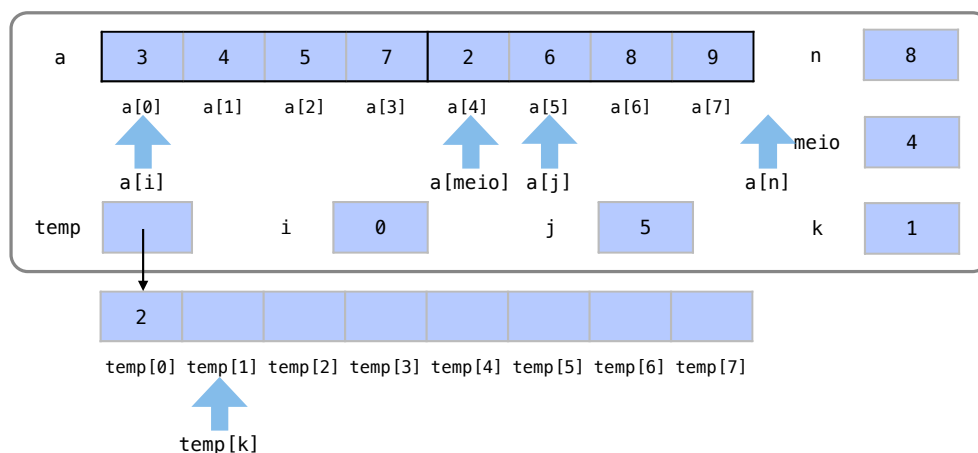 a 3 4 5 7 2 6 8 9 n 8
a[0] a[1] a[2] a[3] a[4] a[5] a[6] a[7]
meio 4
a[i] a[meio] a[j] a[n]
temp i 0 j 5 k 1
2
temp[0] temp[1] temp[2] temp[3] temp[4] temp[5] temp[6] temp[7]
temp[k]